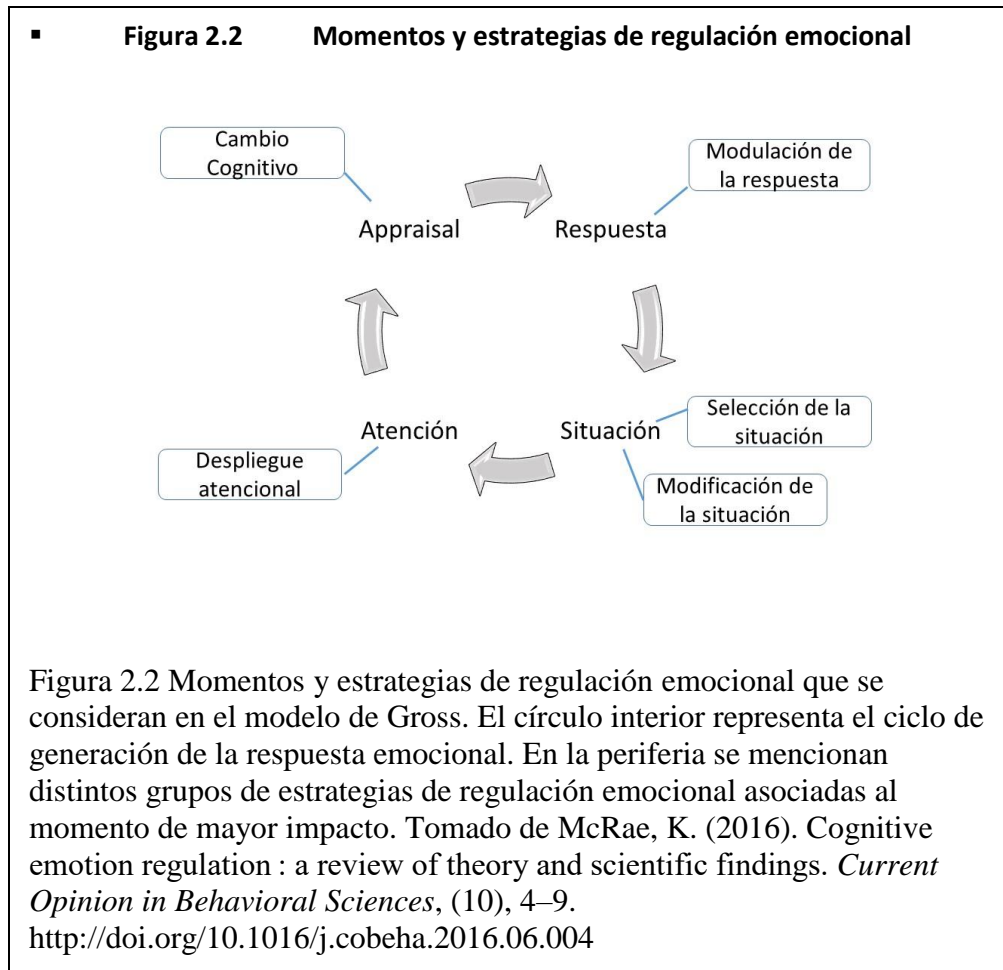 ▪ Figura 2.2 Momentos y estrategias de regulación emocional
Cambio
Cognitivo
Modulación de
la respuesta
Appraisal
Respuesta
Atención
Situación
Selección de la
situación
Despliegue
atencional
Modificación de
la situación
Figura 2.2 Momentos y estrategias de regulación emocional que se
consideran en el modelo de Gross. El círculo interior representa el ciclo de
generación de la respuesta emocional. En la periferia se mencionan
distintos grupos de estrategias de regulación emocional asociadas al
momento de mayor impacto. Tomado de McRae, K. (2016). Cognitive
emotion regulation : a review of theory and scientific findings. Current
Opinion in Behavioral Sciences, (10), 4–9.
http://doi.org/10.1016/j.cobeha.2016.06.004